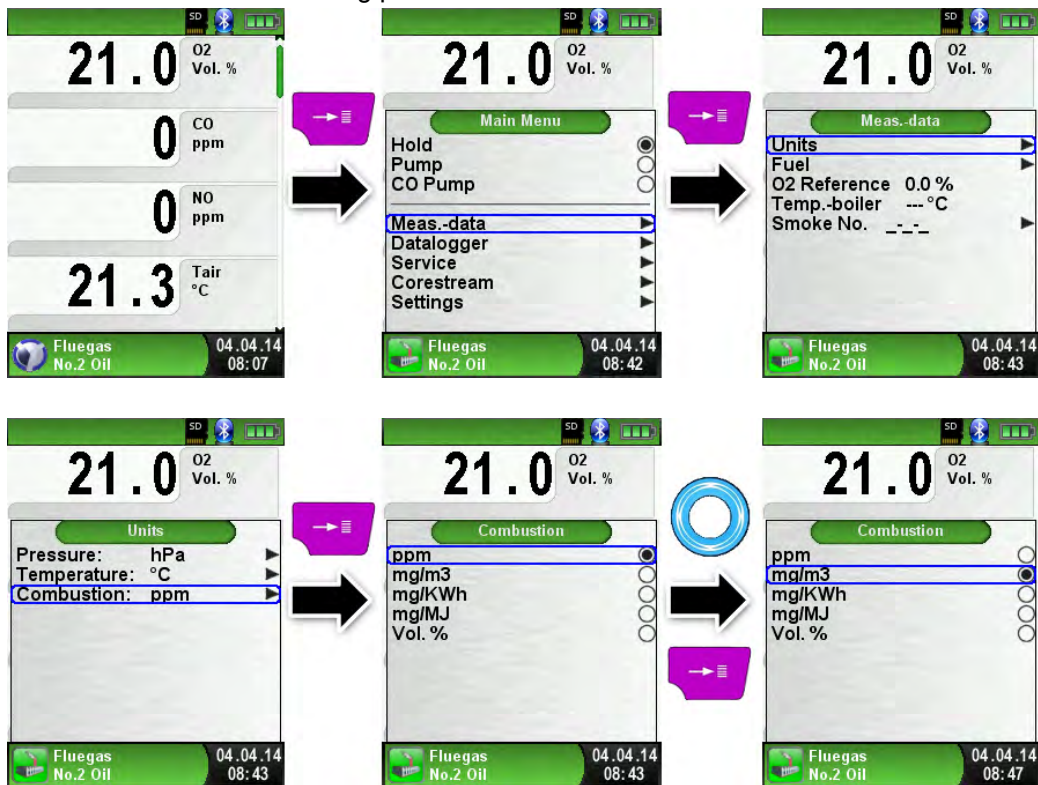 SD
21.0 O2
Vol. %
0 CO
ppm
0 NO
ppm
21.3 Tair
°C
Fluegas 04.04.14
No.2 Oil 08:07
SD
21.0 O2
Vol. %
Main Menu
Hold
Pump
CO Pump
Meas.-data
Datalogger
Service
Corestream
Settings
Fluegas 04.04.14
No.2 Oil 08:42
SD
21.0 O2
Vol. %
Meas.-data
Units
Fuel
O2 Reference 0.0 %
Temp.-boiler --- °C
Smoke No. _-_-_
Fluegas 04.04.14
No.2 Oil 08:43
SD
21.0 O2
Vol. %
Units
Pressure: hPa
Temperature: °C
Combustion: ppm
Fluegas 04.04.14
No.2 Oil 08:43
SD
21.0 O2
Vol. %
Combustion
ppm
mg/m3
mg/KWh
mg/MJ
Vol. %
Fluegas 04.04.14
No.2 Oil 08:43
SD
21.0 O2
Vol. %
Combustion
ppm
mg/m3
mg/KWh
mg/MJ
Vol. %
Fluegas 04.04.14
No.2 Oil 08:47